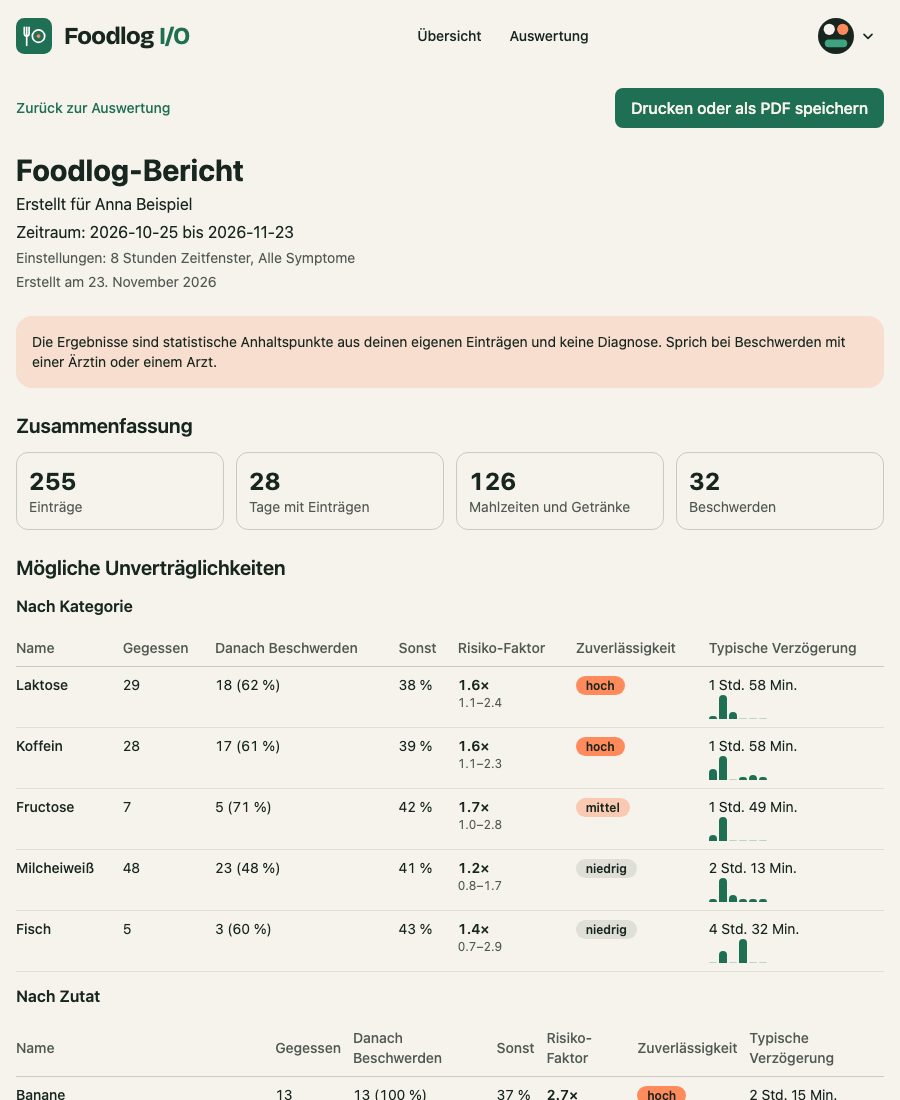 Foodlog I/O
Übersicht
Auswertung
Zurück zur Auswertung
Drucken oder als PDF speichern
Foodlog-Bericht
Erstellt für Anna Beispiel
Zeitraum: 2026-10-25 bis 2026-11-23
Einstellungen: 8 Stunden Zeitfenster, Alle Symptome
Erstellt am 23. November 2026
Die Ergebnisse sind statistische Anhaltspunkte aus deinen eigenen Einträgen und keine Diagnose. Sprich bei Beschwerden mit
einer Ärztin oder einem Arzt.
Zusammenfassung
255
Einträge
28
Tage mit Einträgen
126
Mahlzeiten und Getränke
32
Beschwerden
Mögliche Unverträglichkeiten
Nach Kategorie
Name Gegessen Danach Beschwerden Sonst Risiko-Faktor Zuverlässigkeit Typische Verzögerung
Laktose 29 18 (62 %) 38 % 1.6× hoch 1 Std. 58 Min.
1.1–2.4
Koffein 28 17 (61 %) 39 % 1.6× hoch 1 Std. 58 Min.
1.1–2.3
Fructose 7 5 (71 %) 42 % 1.7× mittel 1 Std. 49 Min.
1.0–2.8
Milcheiweiß 48 23 (48 %) 41 % 1.2× niedrig 2 Std. 13 Min.
0.8–1.7
Fisch 5 3 (60 %) 43 % 1.4× niedrig 4 Std. 32 Min.
0.7–2.9
Nach Zutat
Name Gegessen Danach Beschwerden Sonst Risiko-Faktor Zuverlässigkeit Typische Verzögerung
Banane 13 13 (100 %) 37 % 2.7× hoch 2 Std. 15 Min.